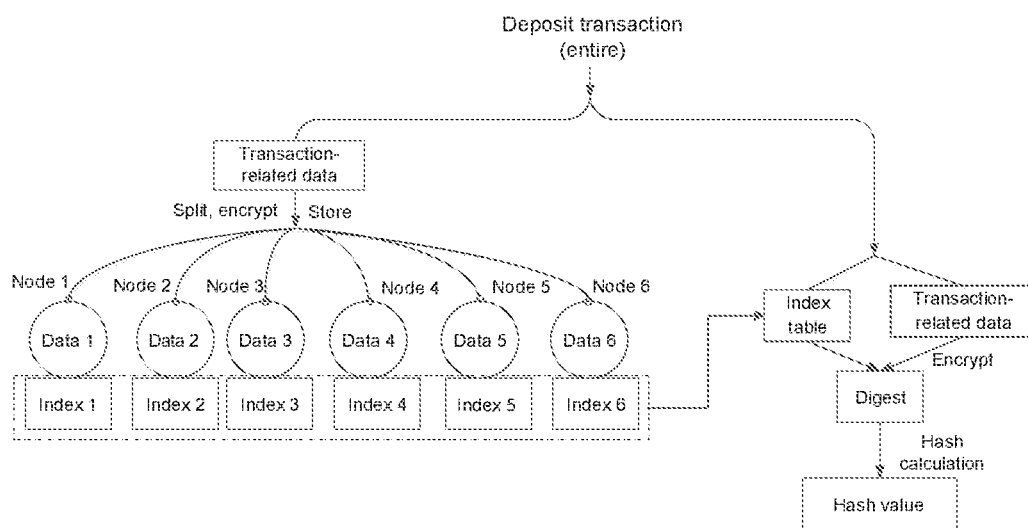 Deposit transaction
(entire)
Transaction-
related data
Split, encrypt
Store
Node 1
Node 2
Node 3
Node 4
Node 5
Node 6
Data 1
Data 2
Data 3
Data 4
Data 5
Data 6
Index 1
Index 2
Index 3
Index 4
Index 5
Index 6
Index
table
Transaction-
related data
Encrypt
Digest
Hash
calculation
Hash value